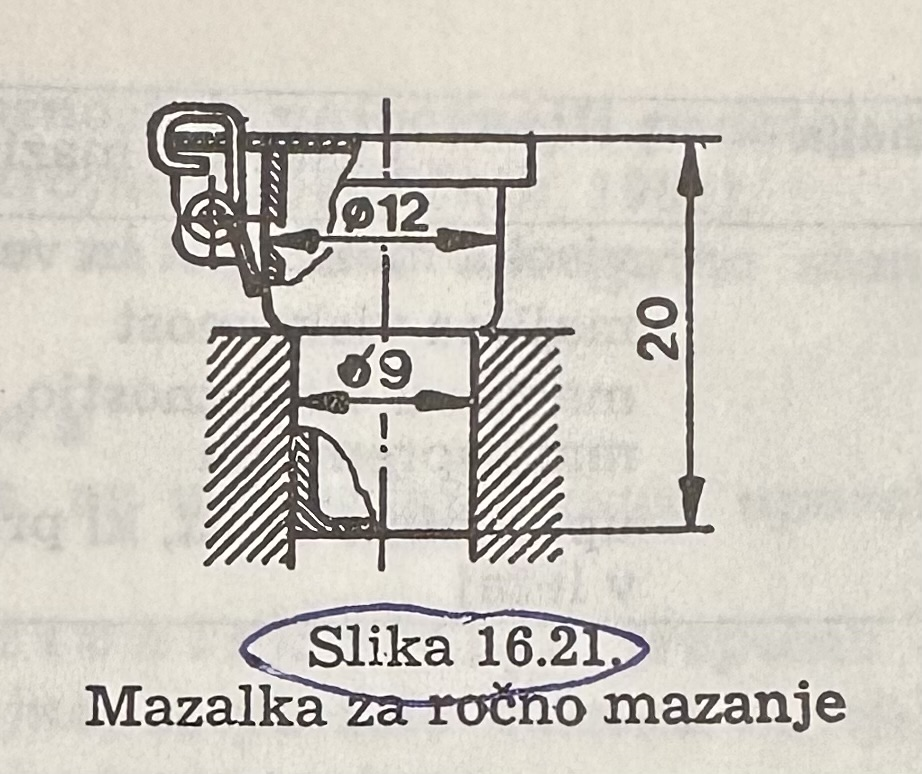 ø12
20
ø9
Slika 16.21.
Mazalka za ročno mazanje